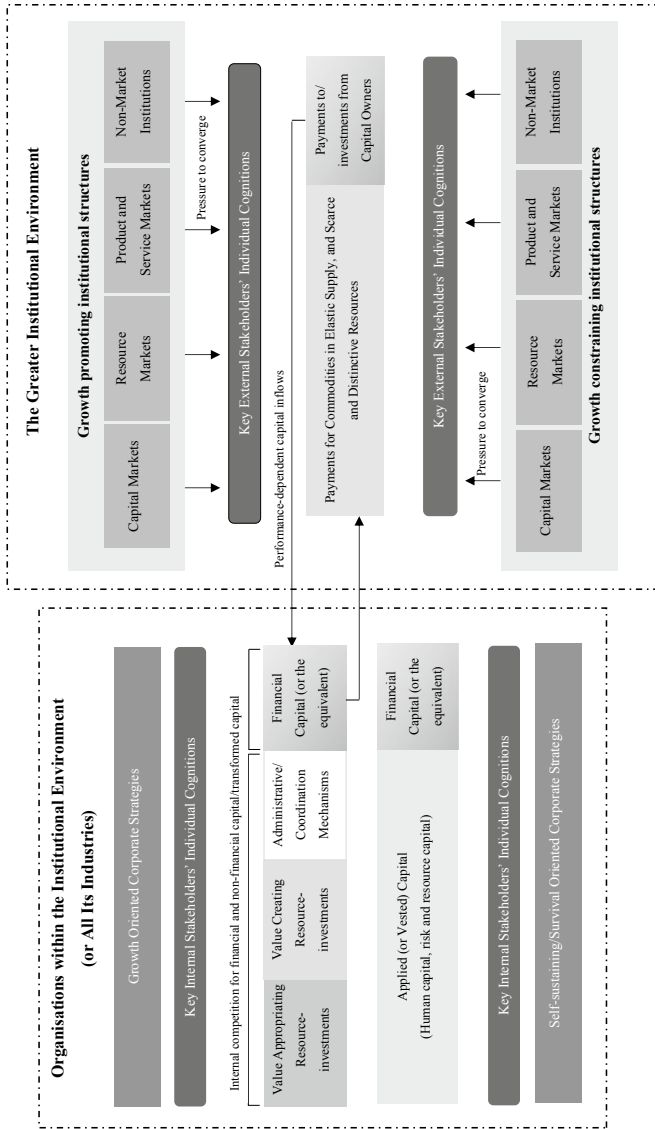 Organisations within the Institutional Environment
(or All Its Industries)
Growth Oriented Corporate Strategies
Key Internal Stakeholders' Individual Cognitions
Internal competition for financial and non-financial capital/transformed capital
Value Appropriating
Resource-
investments
Value Creating
Resource-
investments
Administrative/
Coordination
Mechanisms
Financial
Capital (or the
equivalent)
Applied (or Vested) Capital
(Human capital, risk and resource capital)
Financial
Capital (or the
equivalent)
Key Internal Stakeholders' Individual Cognitions
Self-sustaining/Survival Oriented Corporate Strategies
The Greater Institutional Environment
Growth promoting institutional structures
Capital Markets
Resource
Markets
Product and
Service Markets
Non-Market
Institutions
Pressure to converge
Key External Stakeholders' Individual Cognitions
Performance-dependent capital inflows
Payments for Commodities in Elastic Supply, and Scarce
and Distinctive Resources
Payments to/
investments from
Capital Owners
Key External Stakeholders' Individual Cognitions
Pressure to converge
Capital Markets
Resource
Markets
Product and
Service Markets
Non-Market
Institutions
Growth constraining institutional structures